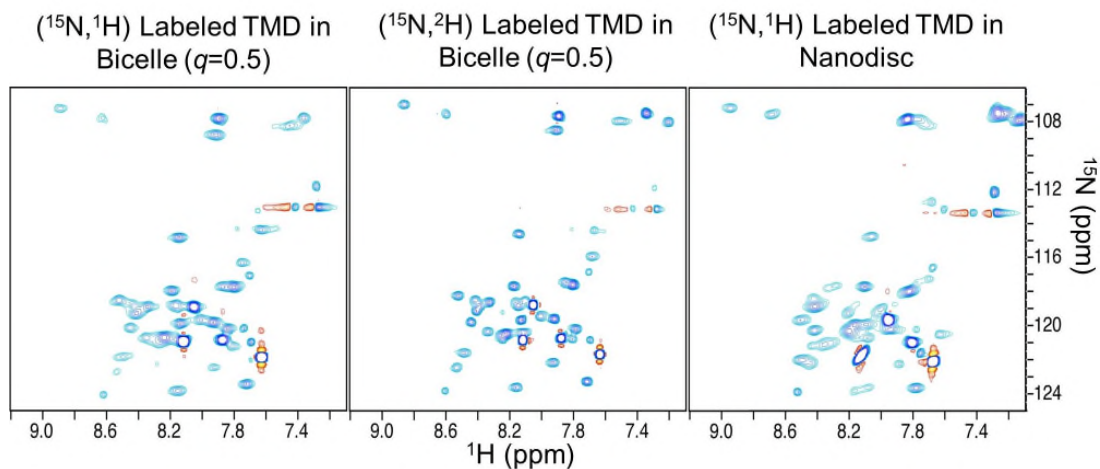 (¹⁵N,¹H) Labeled TMD in
Bicelle (q=0.5)
(¹⁵N,²H) Labeled TMD in
Bicelle (q=0.5)
(¹⁵N,¹H) Labeled TMD in
Nanodisc
108
112
116
120
124
¹⁵N (ppm)
9.0 8.6 8.2 7.8 7.4
9.0 8.6 8.2 7.8 7.4
9.0 8.6 8.2 7.8 7.4
¹H (ppm)